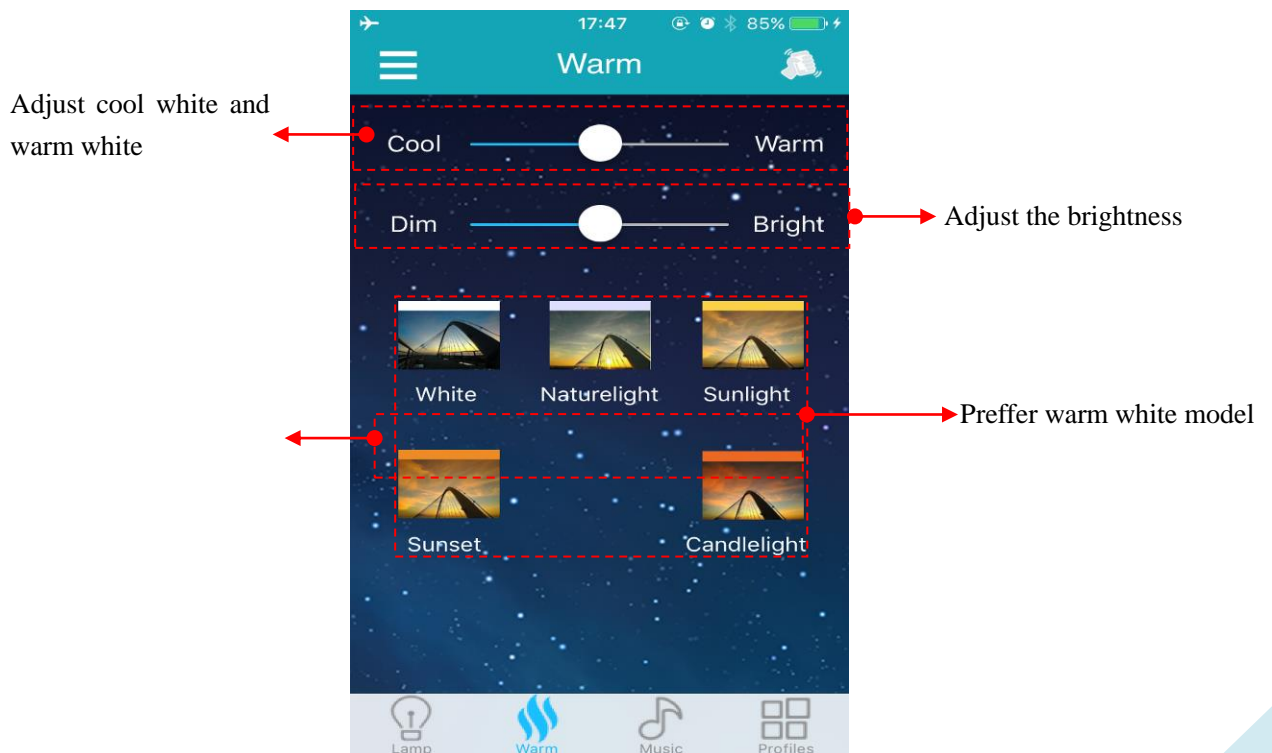 17:47 85%
Warm
Adjust cool white and
warm white
Cool Warm
Dim Bright
Adjust the brightness
White Naturelight Sunlight
Preffer warm white model
Sunset Candlelight
Lamp Warm Music Profiles